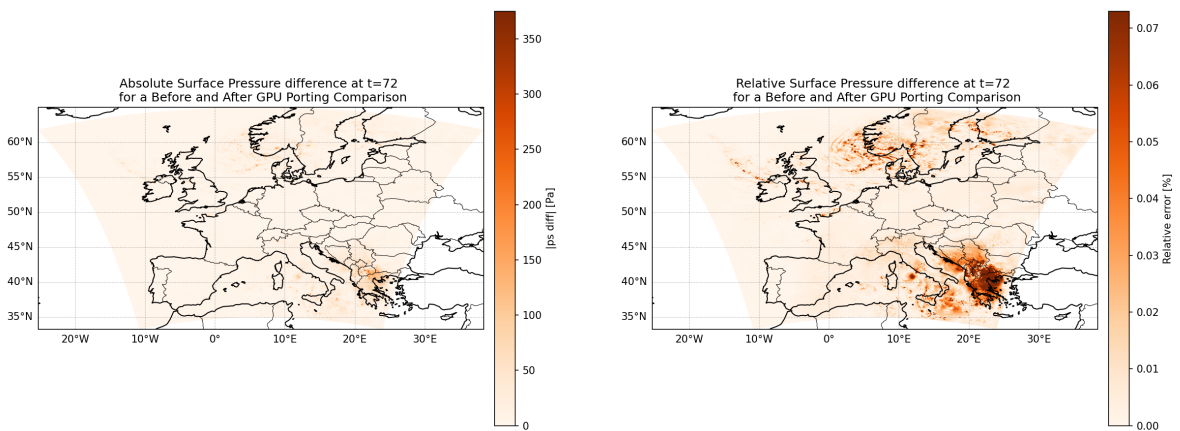 Absolute Surface Pressure difference at t=72
for a Before and After GPU Porting Comparison
60°N
55°N
50°N
45°N
40°N
35°N
20°W
10°W
0°
10°E
20°E
30°E
350
300
250
200
150
100
50
0
|ps diff| [Pa]
Relative Surface Pressure difference at t=72
for a Before and After GPU Porting Comparison
60°N
55°N
50°N
45°N
40°N
35°N
20°W
10°W
0°
10°E
20°E
30°E
0.07
0.06
0.05
0.04
0.03
0.02
0.01
0.00
Relative error [%]